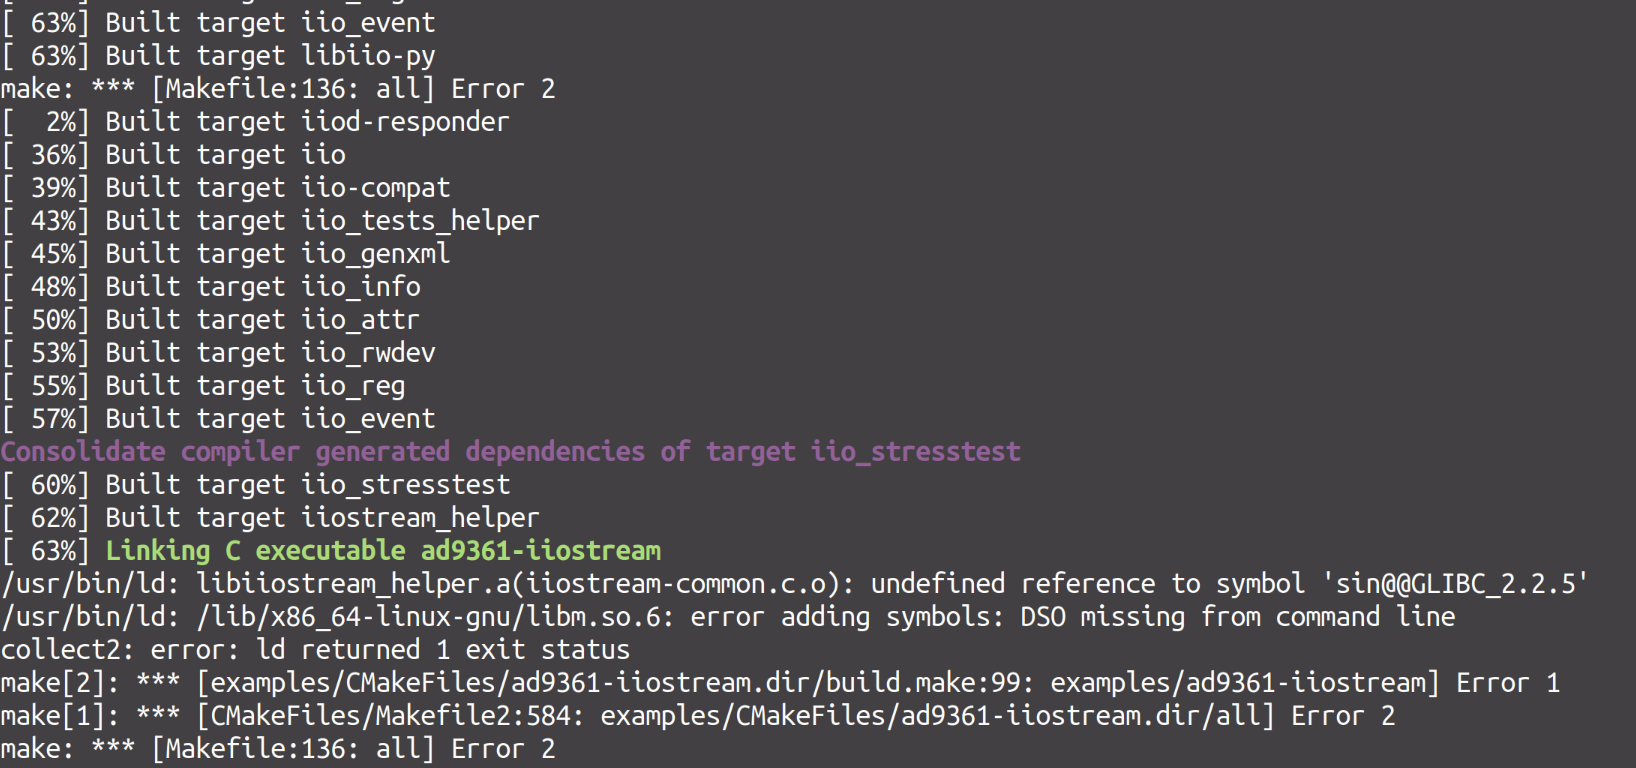 [ 63%] Built target iio_event
[ 63%] Built target libiio-py
make: *** [Makefile:136: all] Error 2
[  2%] Built target iiod-responder
[ 36%] Built target iio
[ 39%] Built target iio-compat
[ 43%] Built target iio_tests_helper
[ 45%] Built target iio_genxml
[ 48%] Built target iio_info
[ 50%] Built target iio_attr
[ 53%] Built target iio_rwdev
[ 55%] Built target iio_reg
[ 57%] Built target iio_event
Consolidate compiler generated dependencies of target iio_stresstest
[ 60%] Built target iio_stresstest
[ 62%] Built target iiostream_helper
[ 63%] Linking C executable ad9361-iiostream
/usr/bin/ld: libiiostream_helper.a(iiostream-common.c.o): undefined reference to symbol 'sin@@GLIBC_2.2.5'
/usr/bin/ld: /lib/x86_64-linux-gnu/libm.so.6: error adding symbols: DSO missing from command line
collect2: error: ld returned 1 exit status
make[2]: *** [examples/CMakeFiles/ad9361-iiostream.dir/build.make:99: examples/ad9361-iiostream] Error 1
make[1]: *** [CMakeFiles/Makefile2:584: examples/CMakeFiles/ad9361-iiostream.dir/all] Error 2
make: *** [Makefile:136: all] Error 2